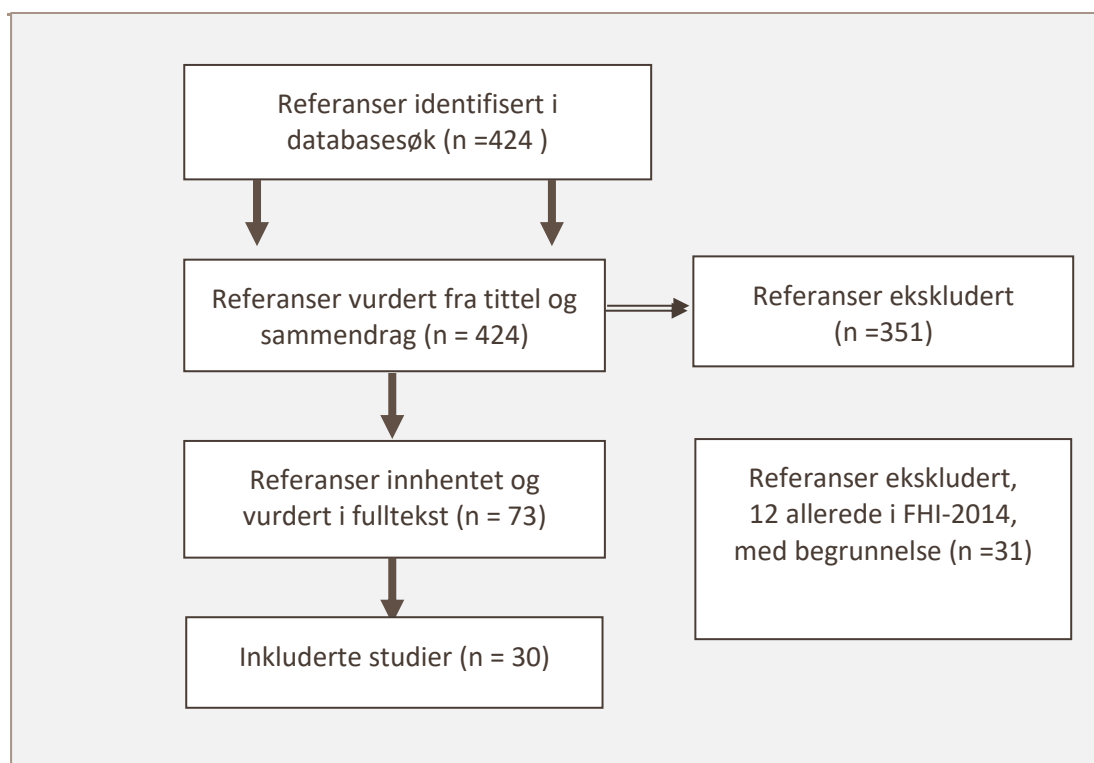 Referanser identifisert i
databasesøk (n =424 )
Referanser vurdert fra tittel og
sammendrag (n = 424)
Referanser ekskludert
(n =351)
Referanser innhentet og
vurdert i fulltekst (n = 73)
Referanser ekskludert,
12 allerede i FHI-2014,
med begrunnelse (n =31)
Inkluderte studier (n = 30)